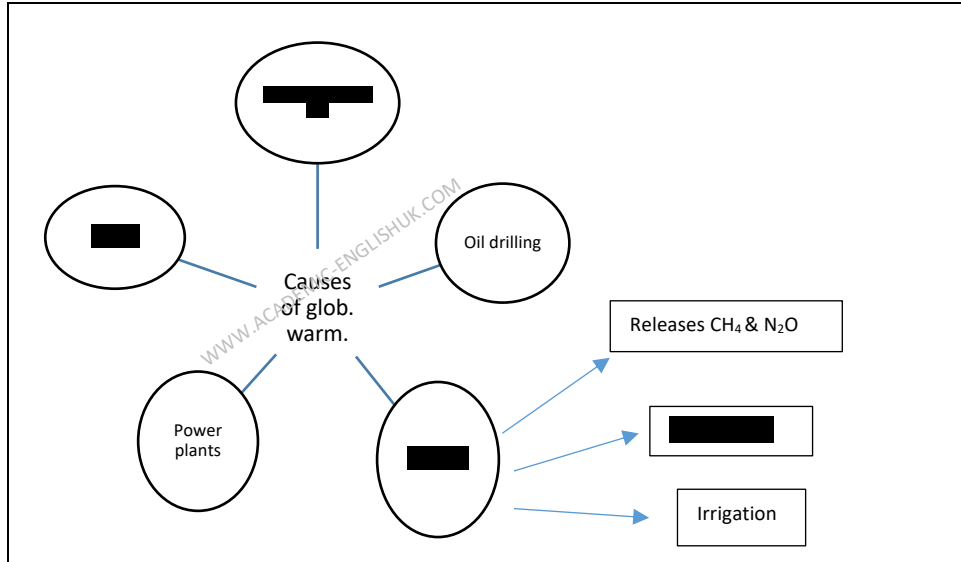 Oil drilling
Causes
of glob.
warm.
WWW.ACADEMIC-ENGLISHUK.COM
Releases CH₄ & N₂O
Power
plants
Irrigation